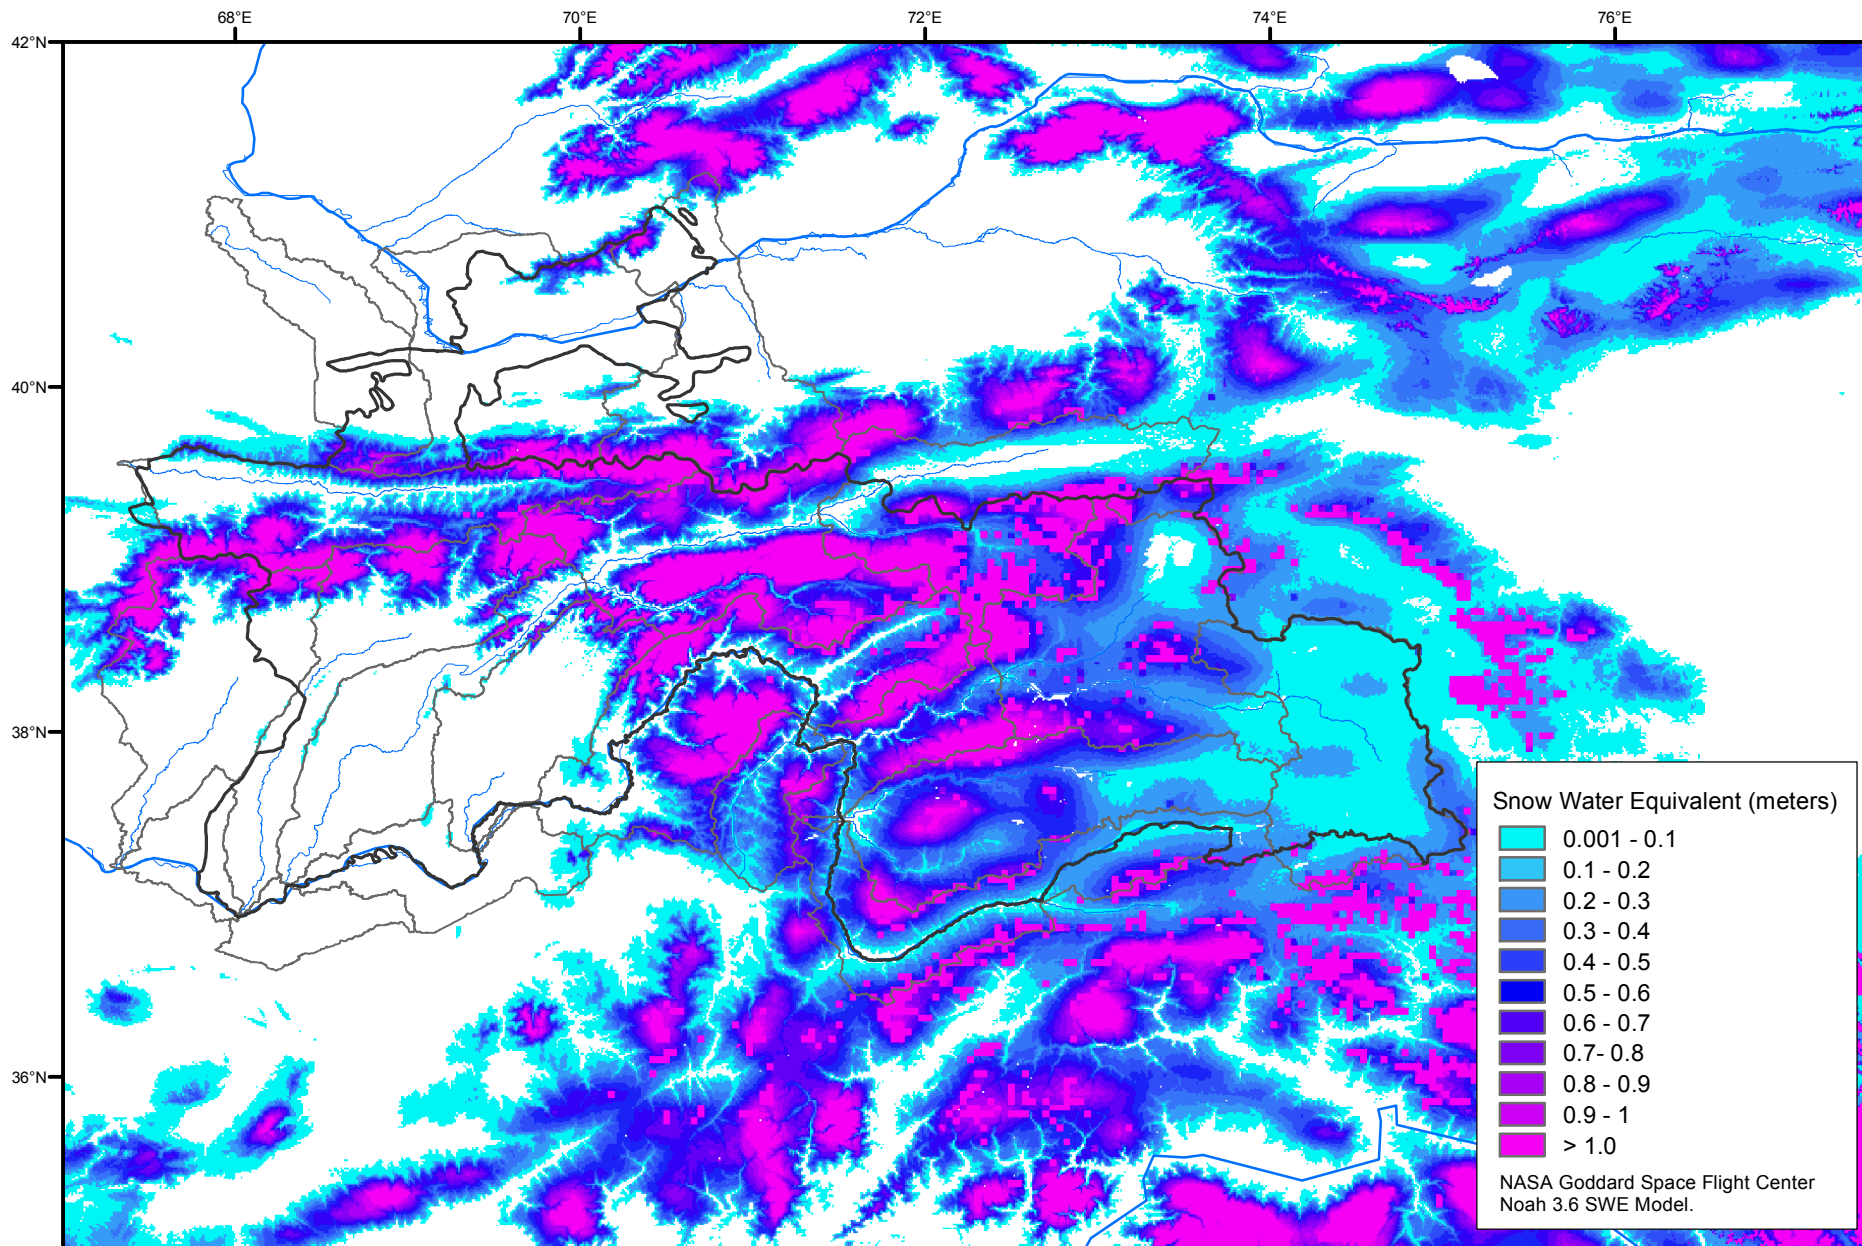 68°E 70°E 72°E 74°E 76°E
42°N
40°N
38°N
36°N
Snow Water Equivalent (meters)
0.001 - 0.1
0.1 - 0.2
0.2 - 0.3
0.3 - 0.4
0.4 - 0.5
0.5 - 0.6
0.6 - 0.7
0.7- 0.8
0.8 - 0.9
0.9 - 1
> 1.0
NASA Goddard Space Flight Center
Noah 3.6 SWE Model.